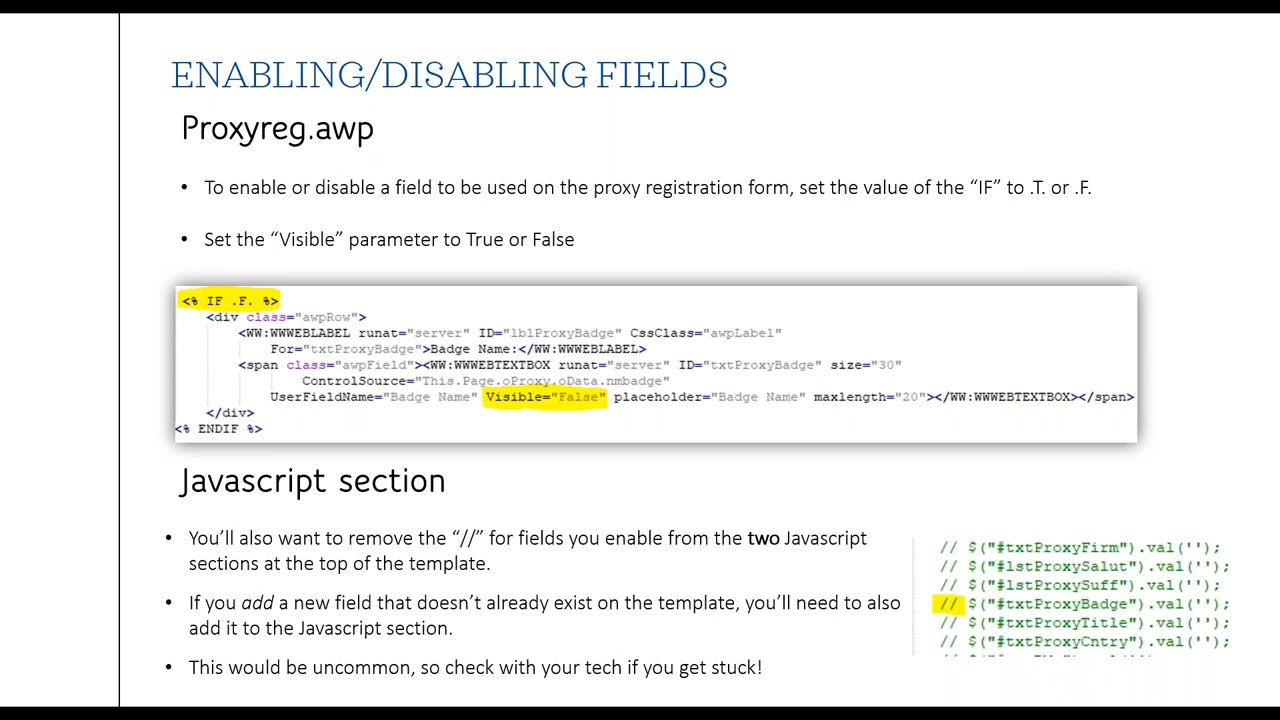 ENABLING/DISABLING FIELDS
Proxyreg.awp
• To enable or disable a field to be used on the proxy registration form, set the value of the “IF” to .T. or .F.
• Set the “Visible” parameter to True or False
<% IF .F. %>
<div class="awpRow">
<WW:WWWEBLABEL runat="server" ID="lblProxyBadge" CssClass="awpLabel"
For="txtProxyBadge">Badge Name:</WW:WWWEBLABEL>
<span class="awpField"><WW:WWWEBTEXTBOX runat="server" ID="txtProxyBadge" size="30"
ControlSource="This.Page.oProxy.oData.nmbadge"
UserFieldName="Badge Name" Visible="False" placeholder="Badge Name" maxlength="20"></WW:WWWEBTEXTBOX></span>
</div>
<% ENDIF %>
Javascript section
• You’ll also want to remove the “//” for fields you enable from the two Javascript
sections at the top of the template.
• If you add a new field that doesn’t already exist on the template, you’ll need to also
add it to the Javascript section.
• This would be uncommon, so check with your tech if you get stuck!
// $("#txtProxyFirm").val('');
// $("#lstProxySalut").val('');
// $("#lstProxySuff").val('');
// $("#txtProxyBadge").val('');
// $("#txtProxyTitle").val('');
// $("#txtProxyCntry").val('');